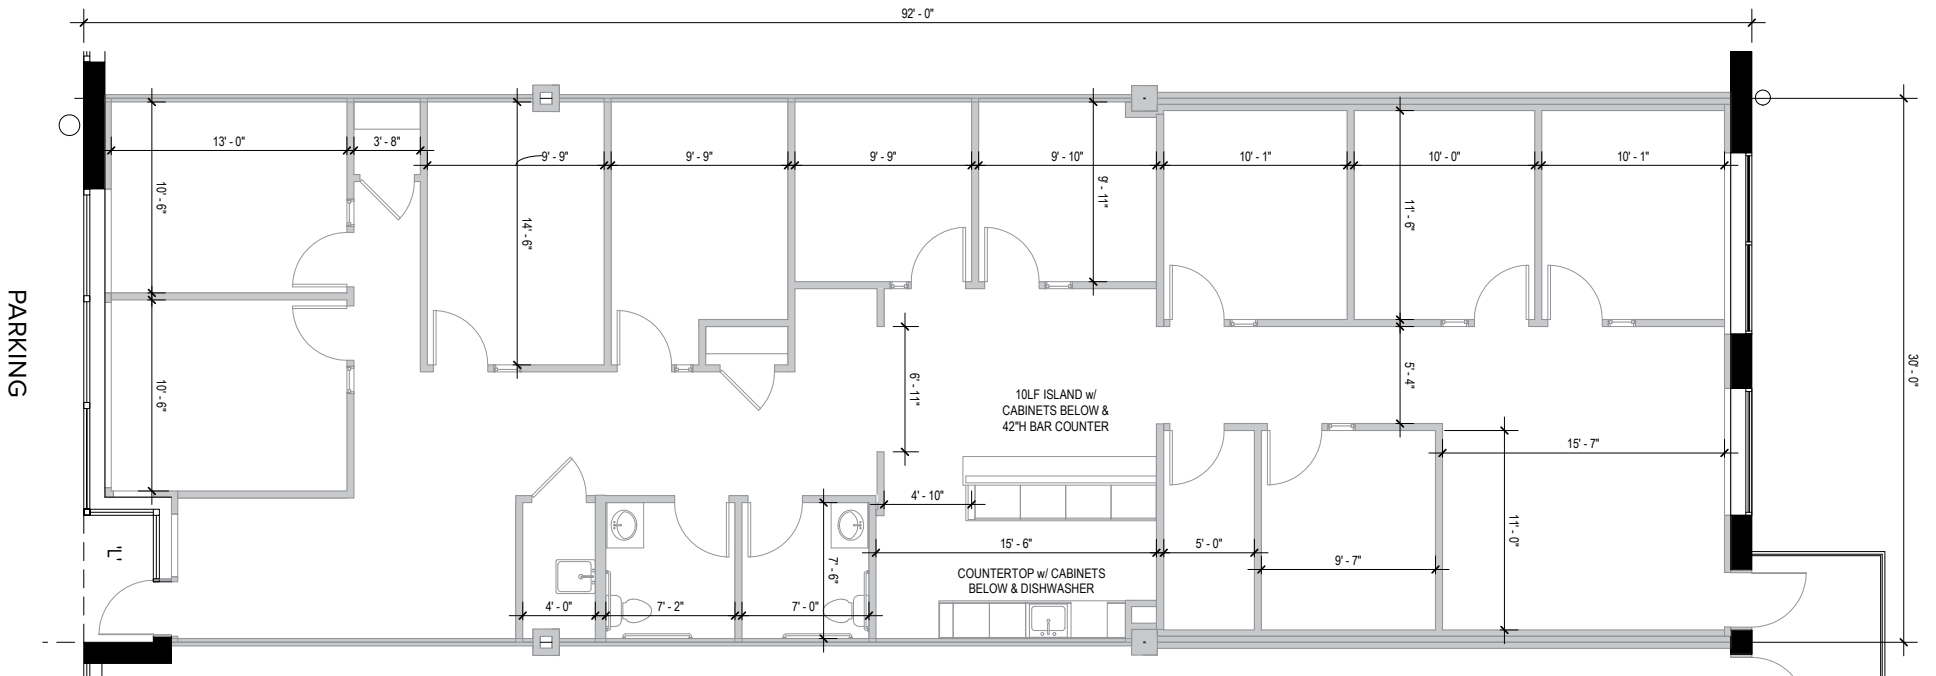 92' - 0"
13' - 0"
3' - 8"
9' - 9"
9' - 9"
9' - 9"
9' - 10"
10' - 1"
10' - 0"
10' - 1"
10' - 6"
14' - 6"
9' - 11"
11' - 6"
30' - 0"
PARKING
10' - 6"
6' - 11"
5' - 4"
10LF ISLAND w/
CABINETS BELOW &
42"H BAR COUNTER
15' - 7"
4' - 10"
11' - 0"
'L'
15' - 6"
5' - 0"
9' - 7"
7' - 6"
COUNTERTOP w/ CABINETS
BELOW & DISHWASHER
4' - 0"
7' - 2"
7' - 0"